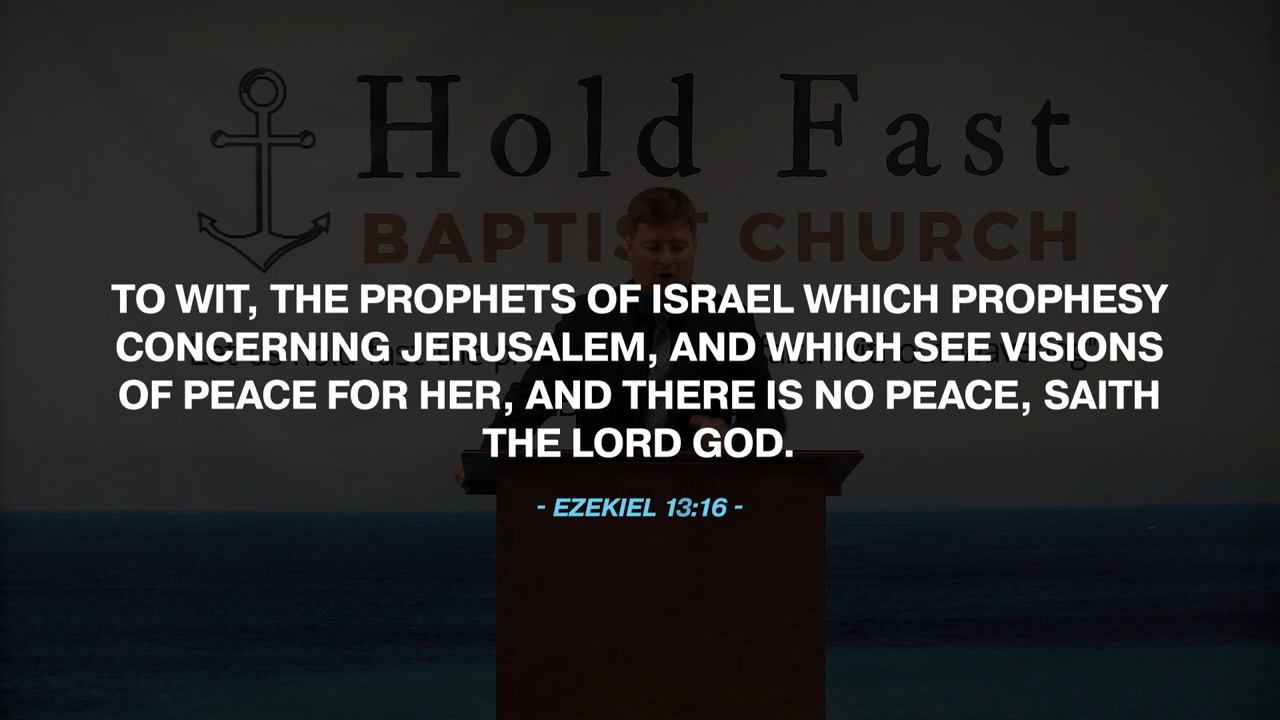 Hold Fast
BAPTIST CHURCH
TO WIT, THE PROPHETS OF ISRAEL WHICH PROPHESY
CONCERNING JERUSALEM, AND WHICH SEE VISIONS
OF PEACE FOR HER, AND THERE IS NO PEACE, SAITH
THE LORD GOD.
- EZEKIEL 13:16 -